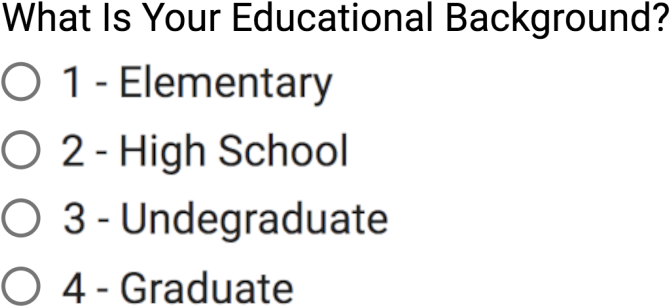 What Is Your Educational Background?
1 - Elementary
2 - High School
3 - Undegraduate
4 - Graduate